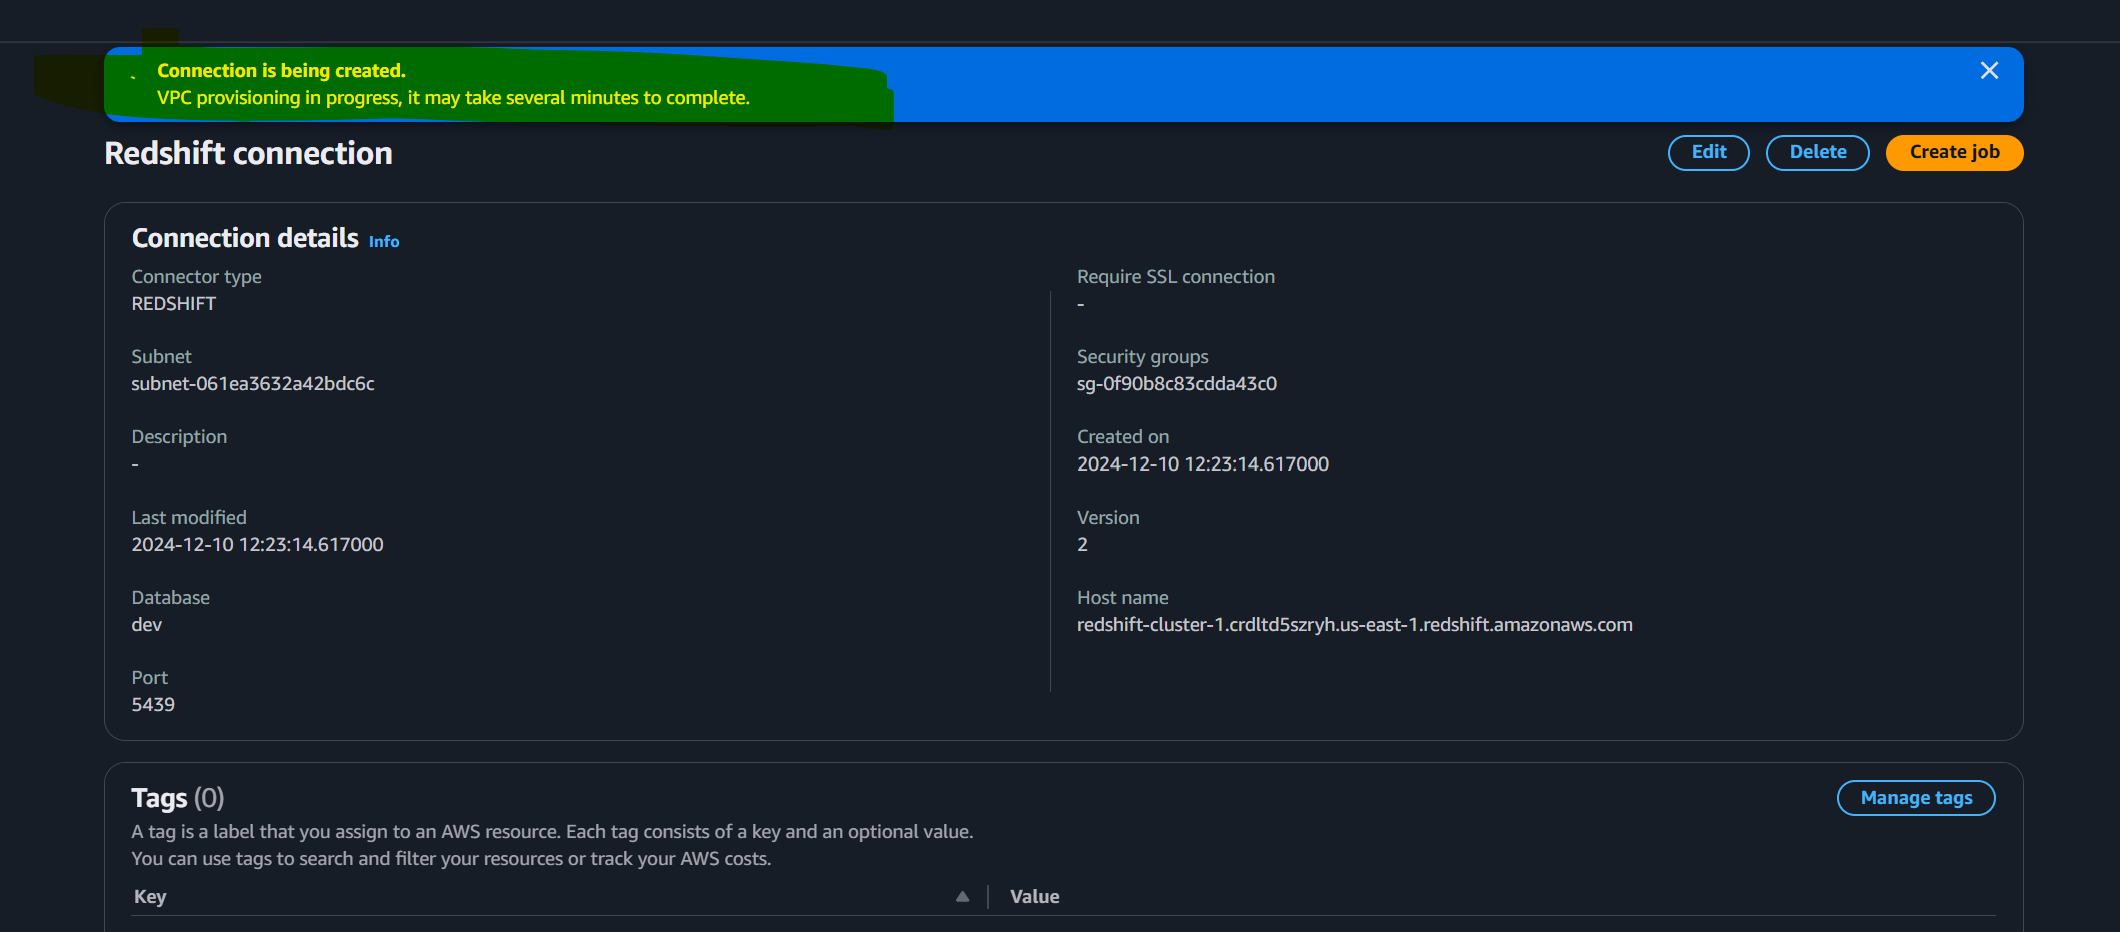 Connection is being created.
VPC provisioning in progress, it may take several minutes to complete.
Redshift connection
Edit
Delete
Create job
Connection details Info
Connector type
REDSHIFT
Require SSL connection
-
Subnet
subnet-061ea3632a42bdc6c
Security groups
sg-0f90b8c83cdda43c0
Description
-
Created on
2024-12-10 12:23:14.617000
Last modified
2024-12-10 12:23:14.617000
Version
2
Database
dev
Host name
redshift-cluster-1.crdltd5szryh.us-east-1.redshift.amazonaws.com
Port
5439
Tags (0)
Manage tags
A tag is a label that you assign to an AWS resource. Each tag consists of a key and an optional value.
You can use tags to search and filter your resources or track your AWS costs.
Key
Value